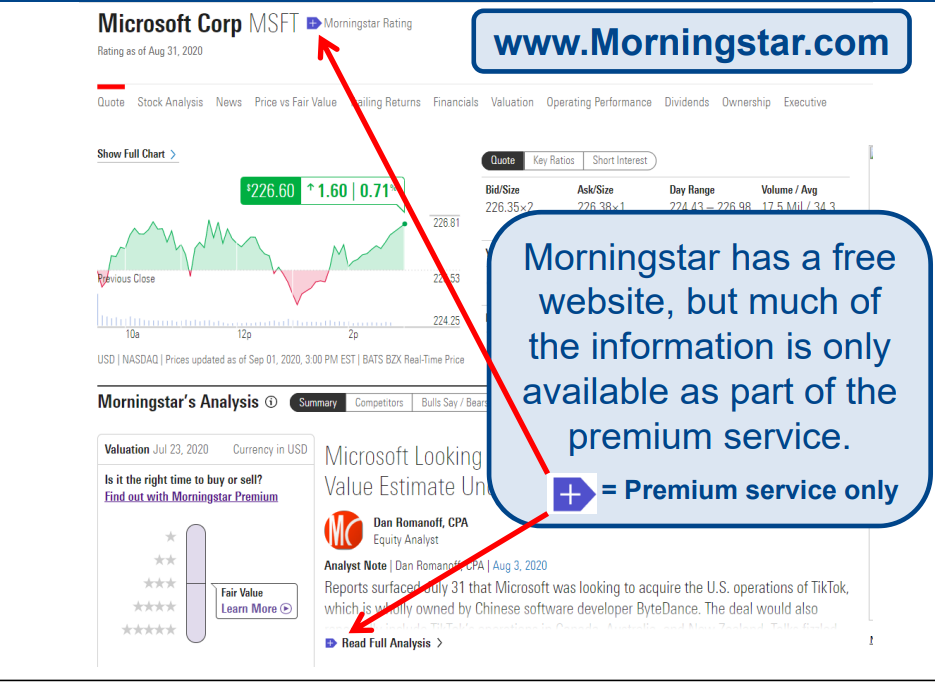 Microsoft Corp MSFT Morningstar Rating
Rating as of Aug 31, 2020
www.Morningstar.com
Quote Stock Analysis News Price vs Fair Value Trailing Returns Financials Valuation Operating Performance Dividends Ownership Executive
Show Full Chart >
$226.60 ↑ 1.60 | 0.71%
226.81
Previous Close
224.25
10a 12p 2p
USD | NASDAQ | Prices updated as of Sep 01, 2020, 3:00 PM EST | BATS BZX Real-Time Price
Quote Key Ratios Short Interest
Bid/Size Ask/Size Day Range Volume / Avg
226.35×2 226.38×1 224.43 – 226.98 17.5 Mil / 34.3
Morningstar has a free
website, but much of
the information is only
available as part of the
premium service.
+ = Premium service only
Morningstar's Analysis Summary Competitors Bulls Say / Bears
Valuation Jul 23, 2020 Currency in USD
Is it the right time to buy or sell?
Find out with Morningstar Premium
Fair Value
Learn More
Microsoft Looking
Value Estimate
Dan Romanoff, CPA
Equity Analyst
Analyst Note | Dan Romanoff, CPA | Aug 3, 2020
Reports surfaced July 31 that Microsoft was looking to acquire the U.S. operations of TikTok,
which is wholly owned by Chinese software developer ByteDance. The deal would also
Read Full Analysis >